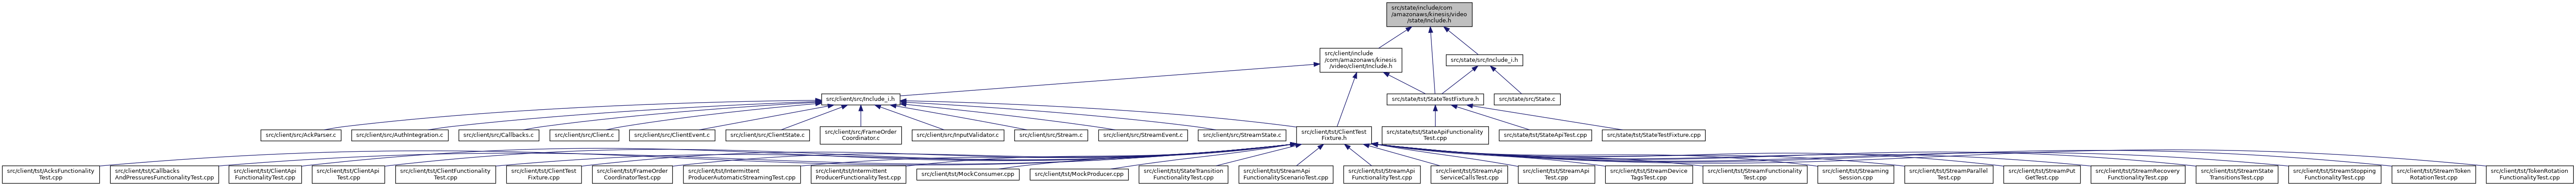 src/state/include/com
/amazonaws/kinesis/video
/state/Include.h
src/client/include
/com/amazonaws/kinesis
/video/client/Include.h
src/state/src/Include_i.h
src/client/src/Include_i.h
src/state/tst/StateTestFixture.h
src/state/src/State.c
src/client/src/AckParser.c
src/client/src/AuthIntegration.c
src/client/src/Callbacks.c
src/client/src/Client.c
src/client/src/ClientEvent.c
src/client/src/ClientState.c
src/client/src/FrameOrder
Coordinator.c
src/client/src/InputValidator.c
src/client/src/Stream.c
src/client/src/StreamEvent.c
src/client/src/StreamState.c
src/client/tst/ClientTest
Fixture.h
src/state/tst/StateApiFunctionality
Test.cpp
src/state/tst/StateApiTest.cpp
src/state/tst/StateTestFixture.cpp
src/client/tst/AcksFunctionality
Test.cpp
src/client/tst/Callbacks
AndPressuresFunctionalityTest.cpp
src/client/tst/ClientApi
FunctionalityTest.cpp
src/client/tst/ClientApi
Test.cpp
src/client/tst/ClientFunctionality
Test.cpp
src/client/tst/ClientTest
Fixture.cpp
src/client/tst/FrameOrder
CoordinatorTest.cpp
src/client/tst/Intermittent
ProducerAutomaticStreamingTest.cpp
src/client/tst/Intermittent
ProducerFunctionalityTest.cpp
src/client/tst/MockConsumer.cpp
src/client/tst/MockProducer.cpp
src/client/tst/StateTransition
FunctionalityTest.cpp
src/client/tst/StreamApi
FunctionalityScenarioTest.cpp
src/client/tst/StreamApi
FunctionalityTest.cpp
src/client/tst/StreamApi
ServiceCallsTest.cpp
src/client/tst/StreamApi
Test.cpp
src/client/tst/StreamDevice
TagsTest.cpp
src/client/tst/StreamFunctionality
Test.cpp
src/client/tst/Streaming
Session.cpp
src/client/tst/StreamParallel
Test.cpp
src/client/tst/StreamPut
GetTest.cpp
src/client/tst/StreamRecovery
FunctionalityTest.cpp
src/client/tst/StreamState
TransitionsTest.cpp
src/client/tst/StreamStopping
FunctionalityTest.cpp
src/client/tst/StreamToken
RotationTest.cpp
src/client/tst/TokenRotation
FunctionalityTest.cpp